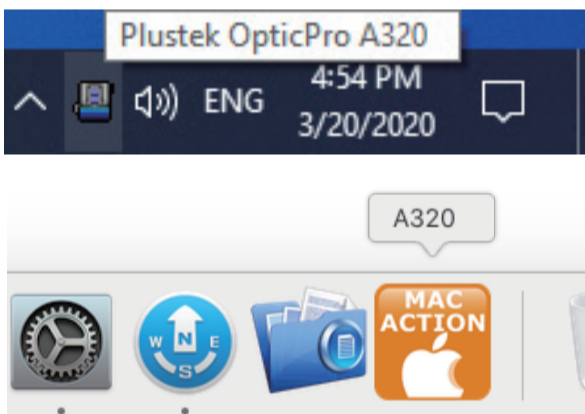 Plustek OpticPro A320
4:54 PM
ENG
3/20/2020
A320
MAC
ACTION
N
W N E
S